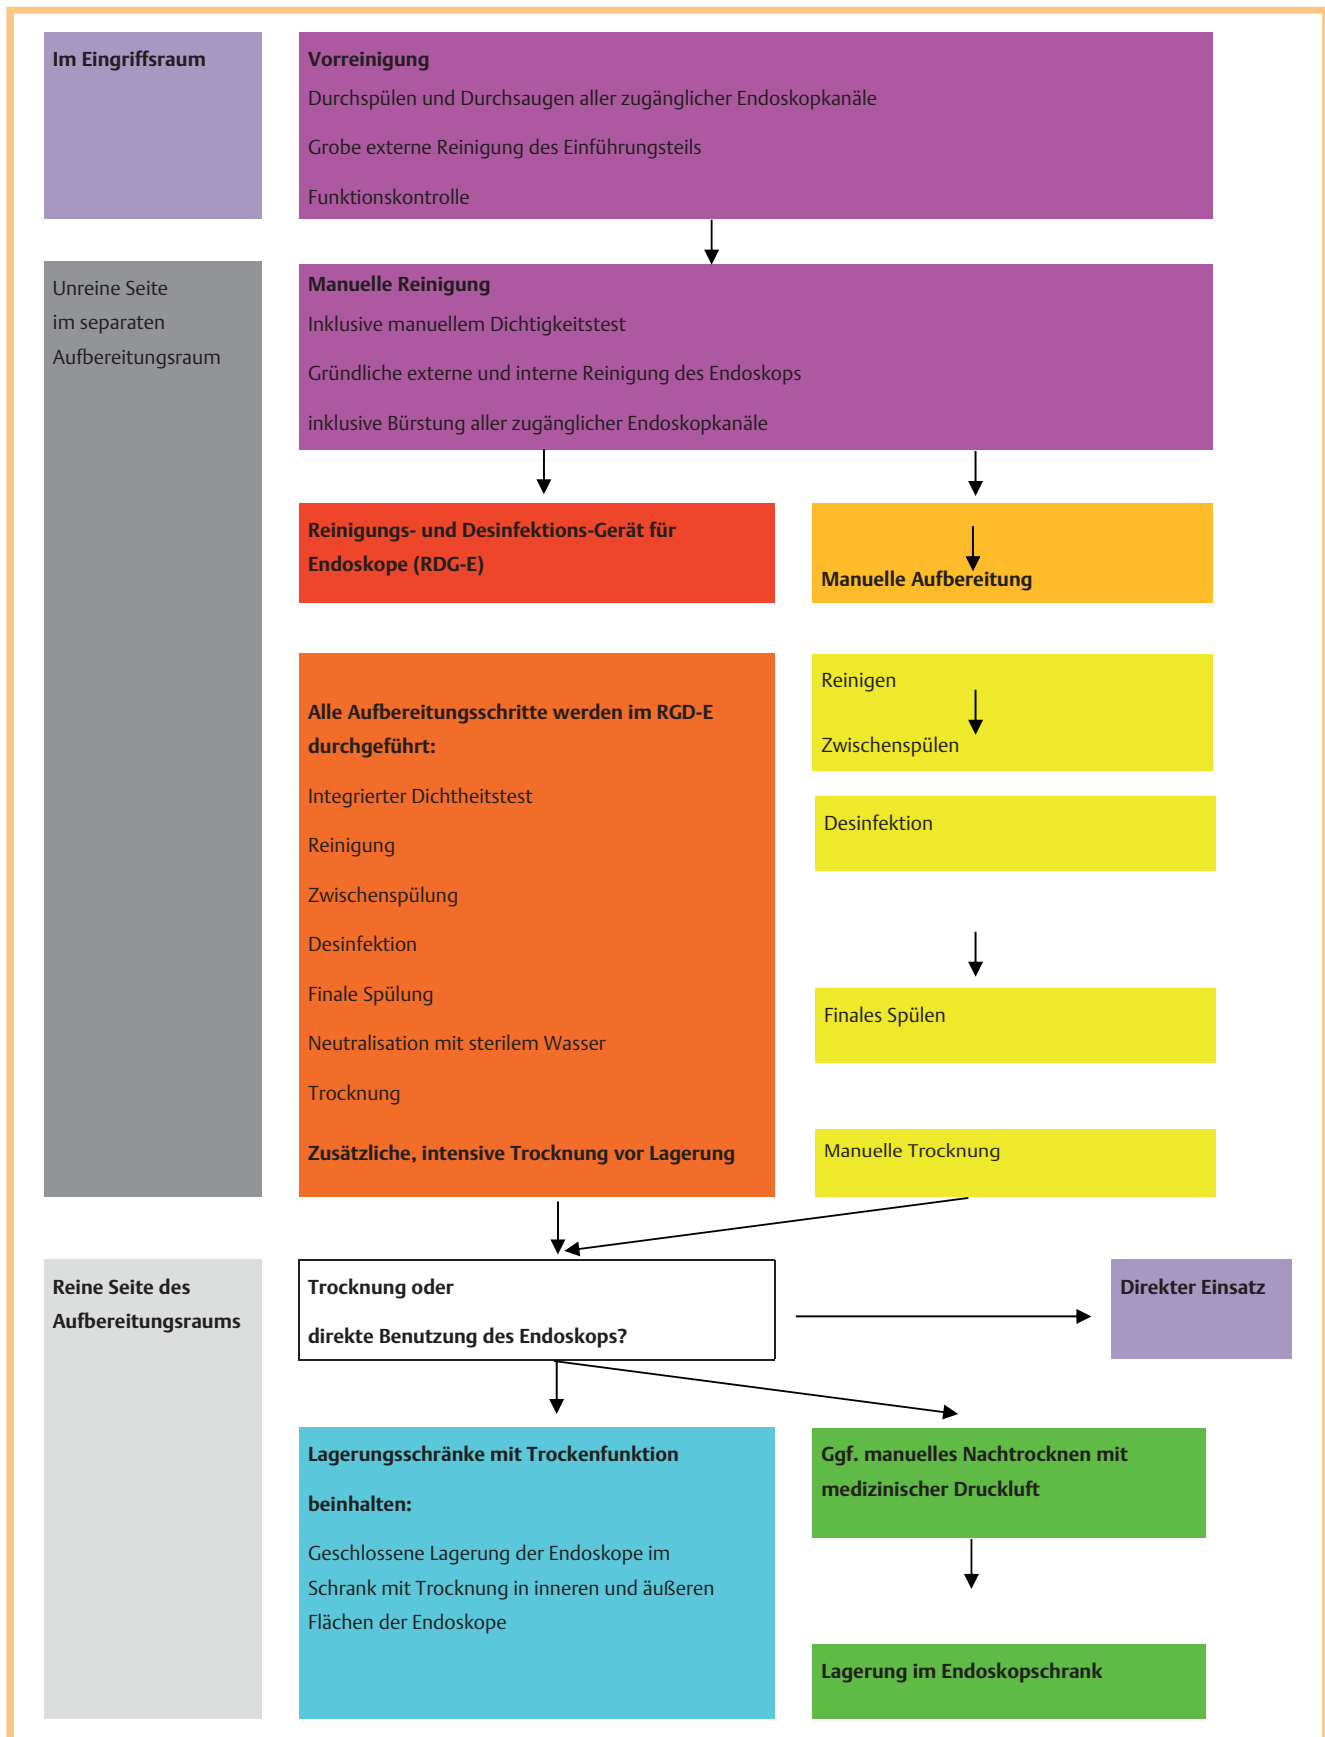 Im Eingriffsraum
Vorreinigung
Durchspülen und Durchsaugen aller zugänglicher Endoskopkanäle
Grobe externe Reinigung des Einführungsteils
Funktionskontrolle
Unreine Seite
im separaten
Aufbereitungsraum
Manuelle Reinigung
Inklusive manuellem Dichtigkeitstest
Gründliche externe und interne Reinigung des Endoskops
inklusive Bürstung aller zugänglicher Endoskopkanäle
Reinigungs- und Desinfektions-Gerät für
Endoskope (RDG-E)
Manuelle Aufbereitung
Alle Aufbereitungsschritte werden im RGD-E
durchgeführt:
Integrierter Dichtheitstest
Reinigung
Zwischenspülung
Desinfektion
Finale Spülung
Neutralisation mit sterilem Wasser
Trocknung
Zusätzliche, intensive Trocknung vor Lagerung
Reinigen
Zwischenspülen
Desinfektion
Finales Spülen
Manuelle Trocknung
Reine Seite des
Aufbereitungsraums
Trocknung oder
direkte Benutzung des Endoskops?
Direkter Einsatz
Lagerungsschränke mit Trockenfunktion
beinhalten:
Geschlossene Lagerung der Endoskope im
Schrank mit Trocknung in inneren und äußeren
Flächen der Endoskope
Ggf. manuelles Nachtrocknen mit
medizinischer Druckluft
Lagerung im Endoskopschrank